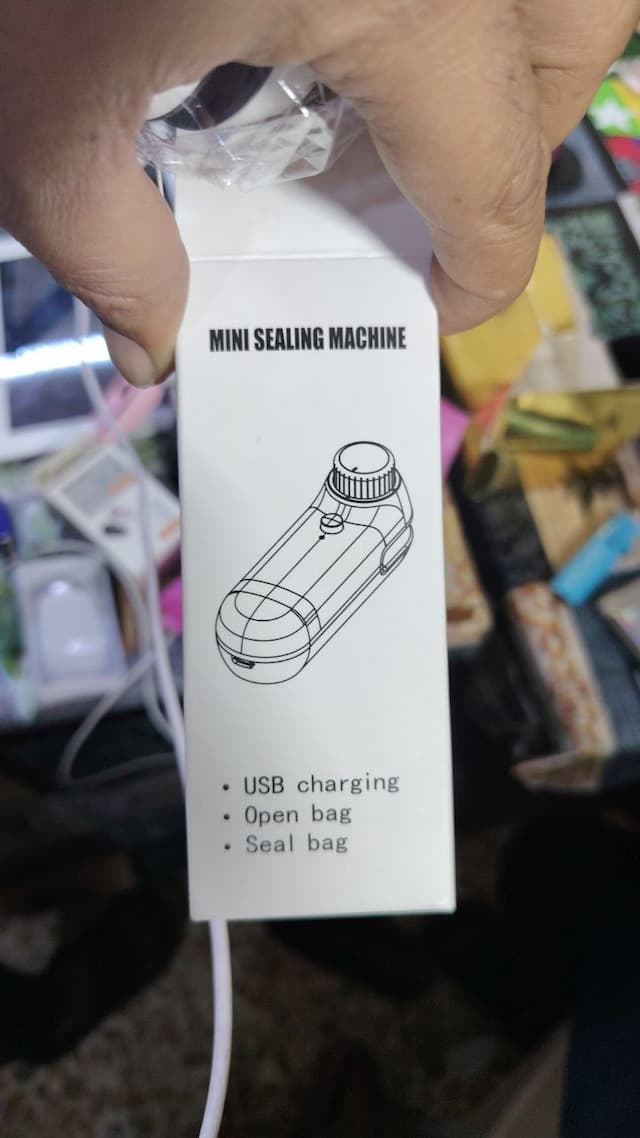 MINI SEALING MACHINE
• USB charging
• Open bag
• Seal bag